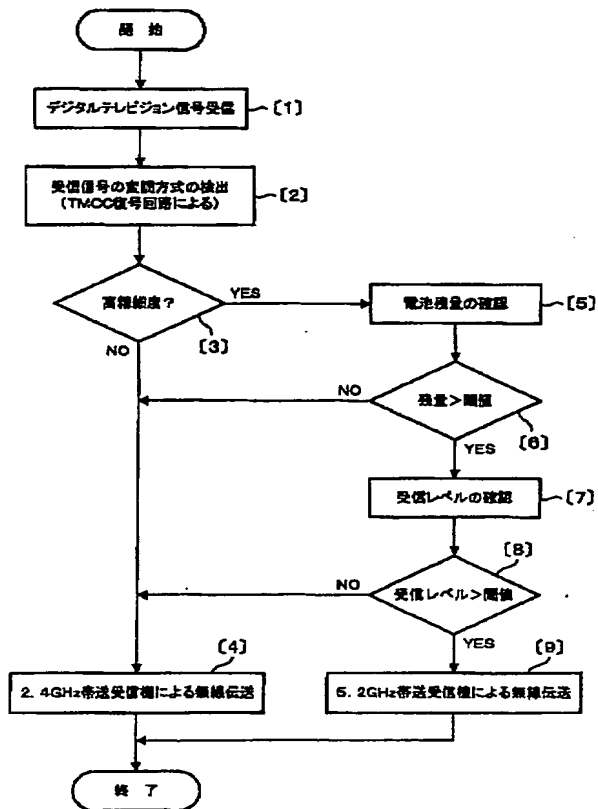 開 始
デジタルテレビジョン信号受信
[1]
受信信号の変調方式の検出
(TMCC復号回路による)
[2]
高精細度?
YES
[3]
NO
電池残量の確認
[5]
残量>閾値
NO
[6]
YES
受信レベルの確認
[7]
[8]
受信レベル>閾値
NO
YES
[4]
2.4GHz帯送受信機による無線伝送
[9]
5.2GHz帯送受信機による無線伝送
終 了